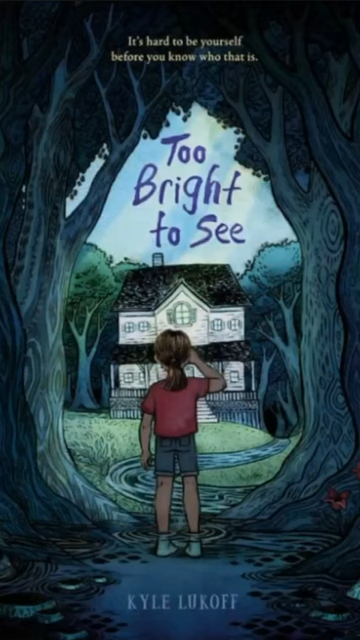 It's hard to be yourself
before you know who that is.
Too
Bright
to See
KYLE LUKOFF